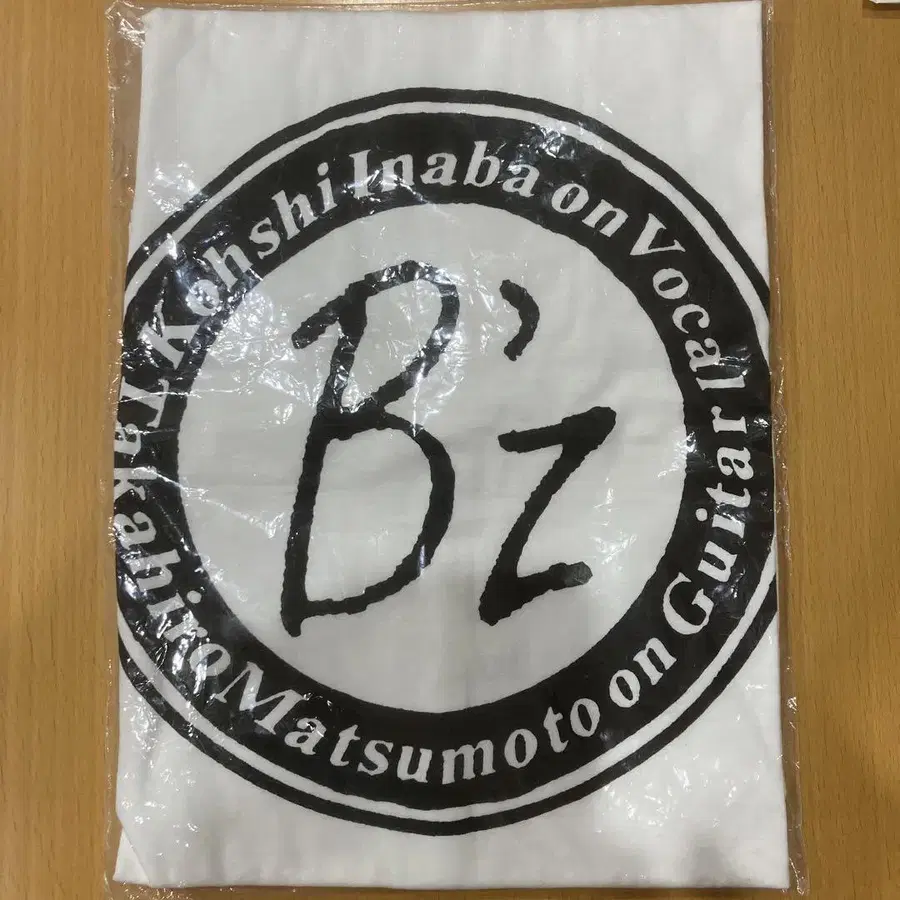 Kohshi Inaba on Vocal
B'z
Takahiro Matsumoto on Guitar